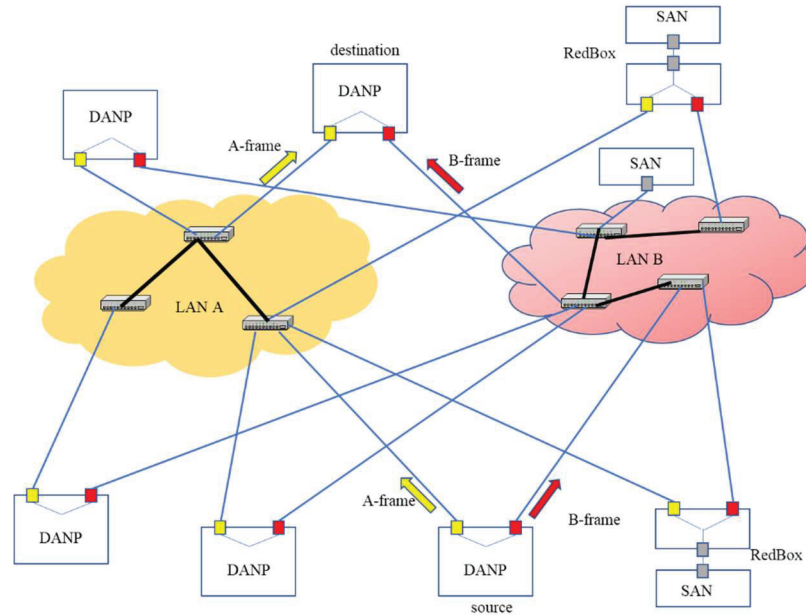 SAN
destination
RedBox
DANP
DANP
A-frame
B-frame
SAN
LAN B
LAN A
A-frame
B-frame
DANP
DANP
DANP
RedBox
SAN
source